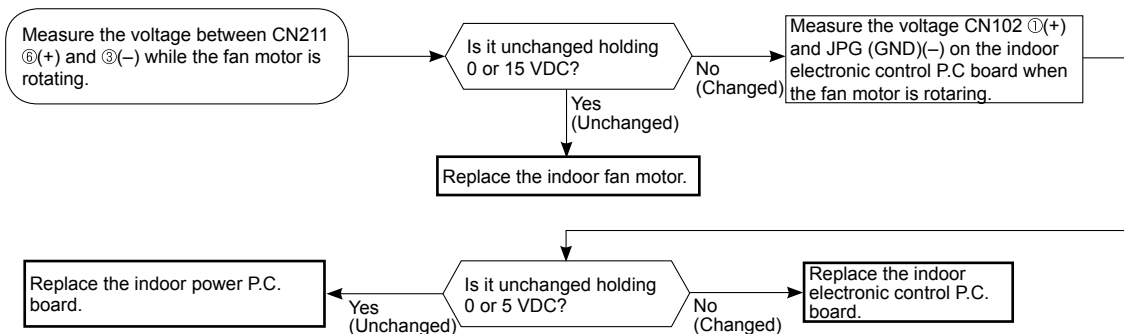 Measure the voltage between CN211
⑥(+) and ③(–) while the fan motor is
rotating.
Is it unchanged holding
0 or 15 VDC?
No
(Changed)
Measure the voltage CN102 ①(+)
and JPG (GND)(–) on the indoor
electronic control P.C board when
the fan motor is rotaring.
Yes
(Unchanged)
Replace the indoor fan motor.
Replace the indoor power P.C.
board.
Yes
(Unchanged)
Is it unchanged holding
0 or 5 VDC?
No
(Changed)
Replace the indoor
electronic control P.C.
board.